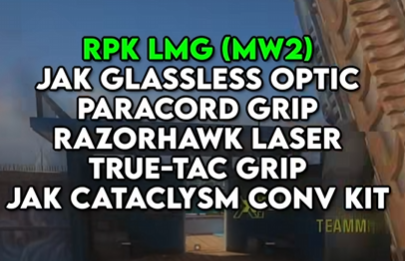 RPK LMG (MW2)
JAK GLASSLESS OPTIC
PARACORD GRIP
RAZORHAWK LASER
TRUE-TAC GRIP
JAK CATACLYSM CONV KIT